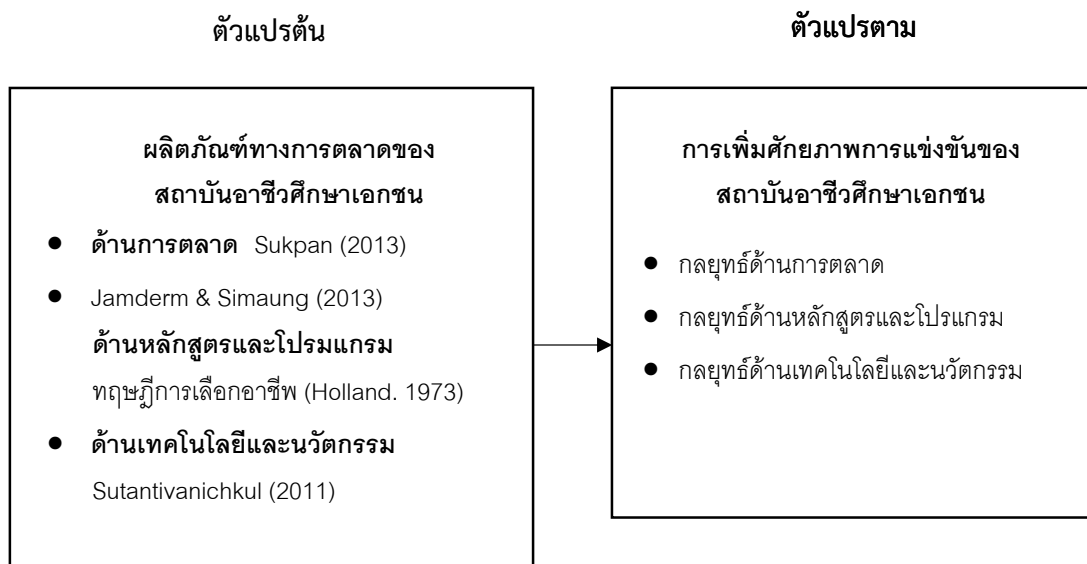 ตัวแปรต้น
ตัวแปรตาม
ผลิตภัณฑ์ทางการตลาดของ
สถาบันอาชีวศึกษาเอกชน
● ด้านการตลาด Sukpan (2013)
● Jamderm & Simaung (2013)
ด้านหลักสูตรและโปรมแกรม
ทฤษฎีการเลือกอาชีพ (Holland. 1973)
● ด้านเทคโนโลยีและนวัตกรรม
Sutantivanichkul (2011)
การเพิ่มศักยภาพการแข่งขันของ
สถาบันอาชีวศึกษาเอกชน
● กลยุทธ์ด้านการตลาด
● กลยุทธ์ด้านหลักสูตรและโปรแกรม
● กลยุทธ์ด้านเทคโนโลยีและนวัตกรรม